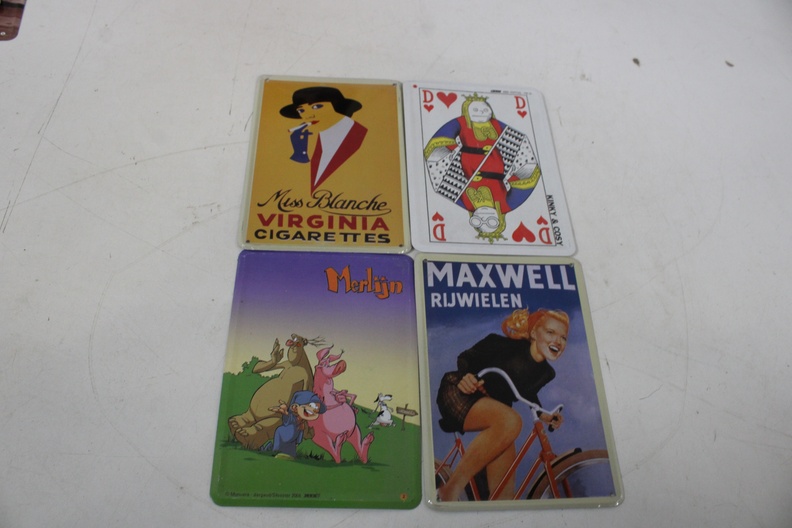 Miss Blanche
VIRGINIA
CIGARETTES
D
D
KINKY & COSY
D
D
Merlijn
MAXWELL
RIJWIELEN